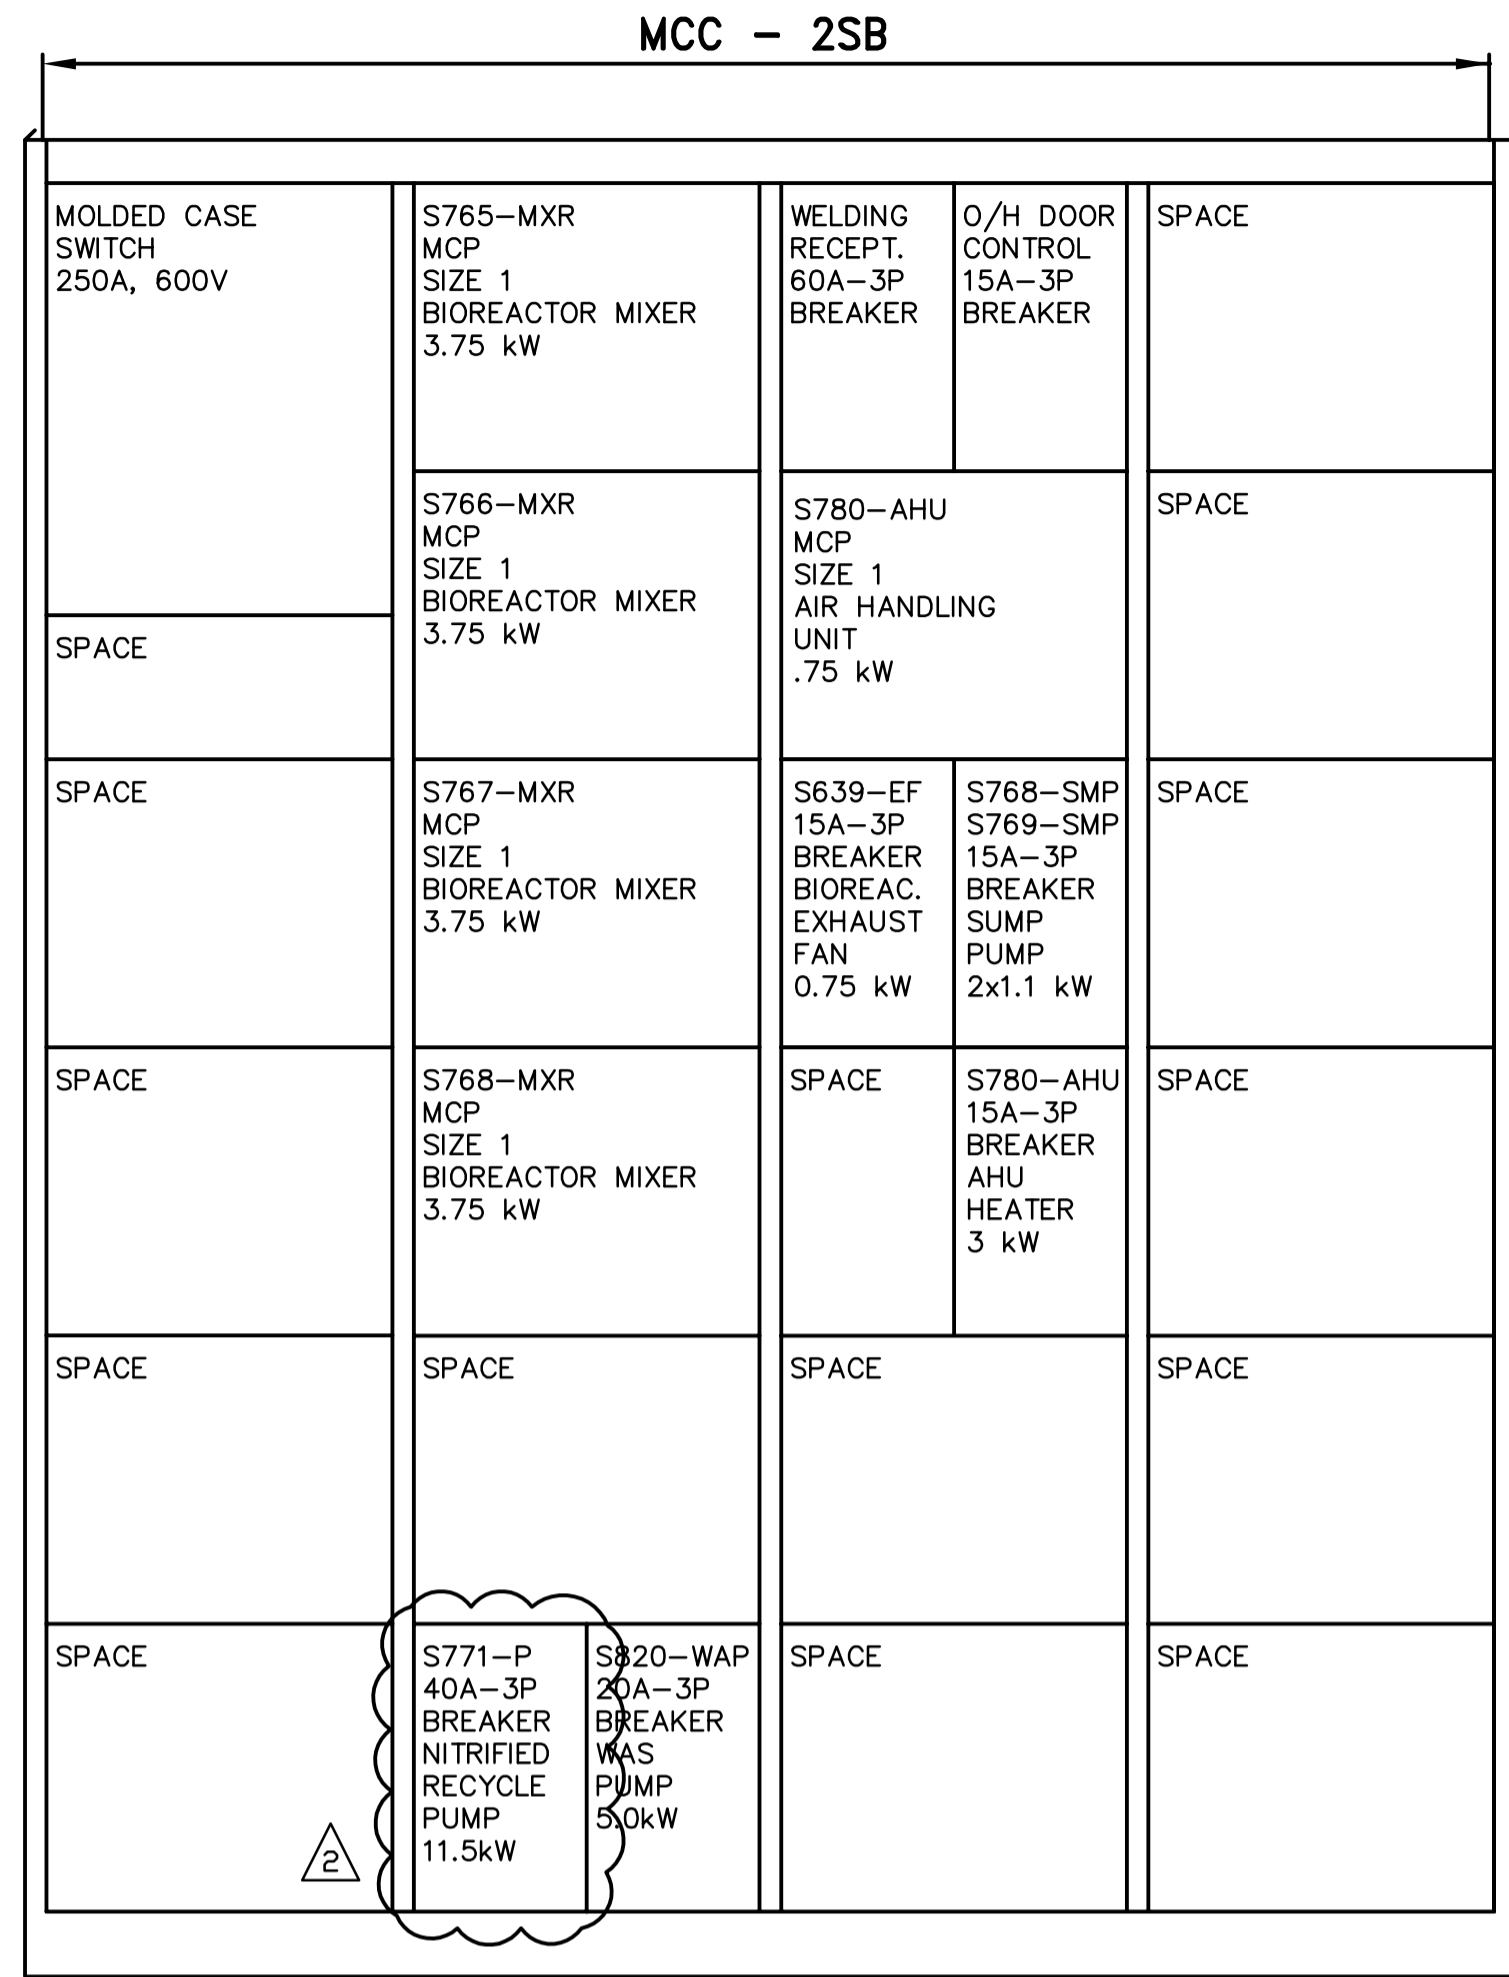 MCC - 2SB
MOLDED CASE
SWITCH
250A, 600V
SPACE
SPACE
SPACE
SPACE
SPACE
2
S765-MXR
MCP
SIZE 1
BIOREACTOR MIXER
3.75 kW
S766-MXR
MCP
SIZE 1
BIOREACTOR MIXER
3.75 kW
S767-MXR
MCP
SIZE 1
BIOREACTOR MIXER
3.75 kW
S768-MXR
MCP
SIZE 1
BIOREACTOR MIXER
3.75 kW
SPACE
S771-P
40A-3P
BREAKER
NITRIFIED
RECYCLE
PUMP
11.5kW
S820-WAP
20A-3P
BREAKER
WAS
PUMP
5.0kW
WELDING
RECEPT.
60A-3P
BREAKER
O/H DOOR
CONTROL
15A-3P
BREAKER
S780-AHU
MCP
SIZE 1
AIR HANDLING
UNIT
.75 kW
S639-EF
15A-3P
BREAKER
BIOREAC.
EXHAUST
FAN
0.75 kW
S768-SMP
S769-SMP
15A-3P
BREAKER
SUMP
PUMP
2x1.1 kW
SPACE
S780-AHU
15A-3P
BREAKER
AHU
HEATER
3 kW
SPACE
SPACE
SPACE
SPACE
SPACE
SPACE
SPACE
SPACE